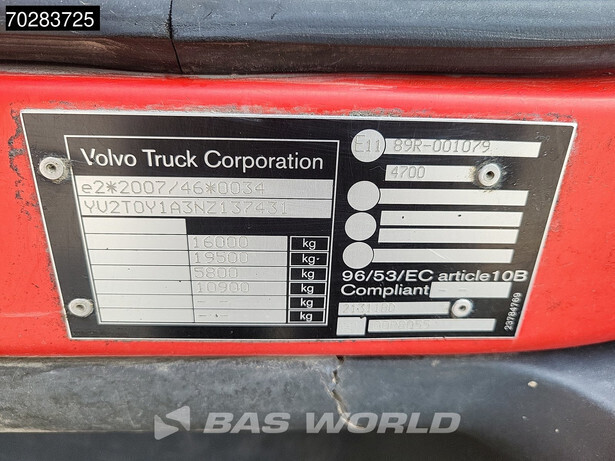 70283725
Volvo Truck Corporation
e2*2007/46*0034
YV2T0Y1A3NZ137431
16000 kg
19500 kg
5800 kg
10900 kg
-- kg
-- kg
E11 89R-001079
4700
96/53/EC article10B
Compliant --
23784769
BAS WORLD